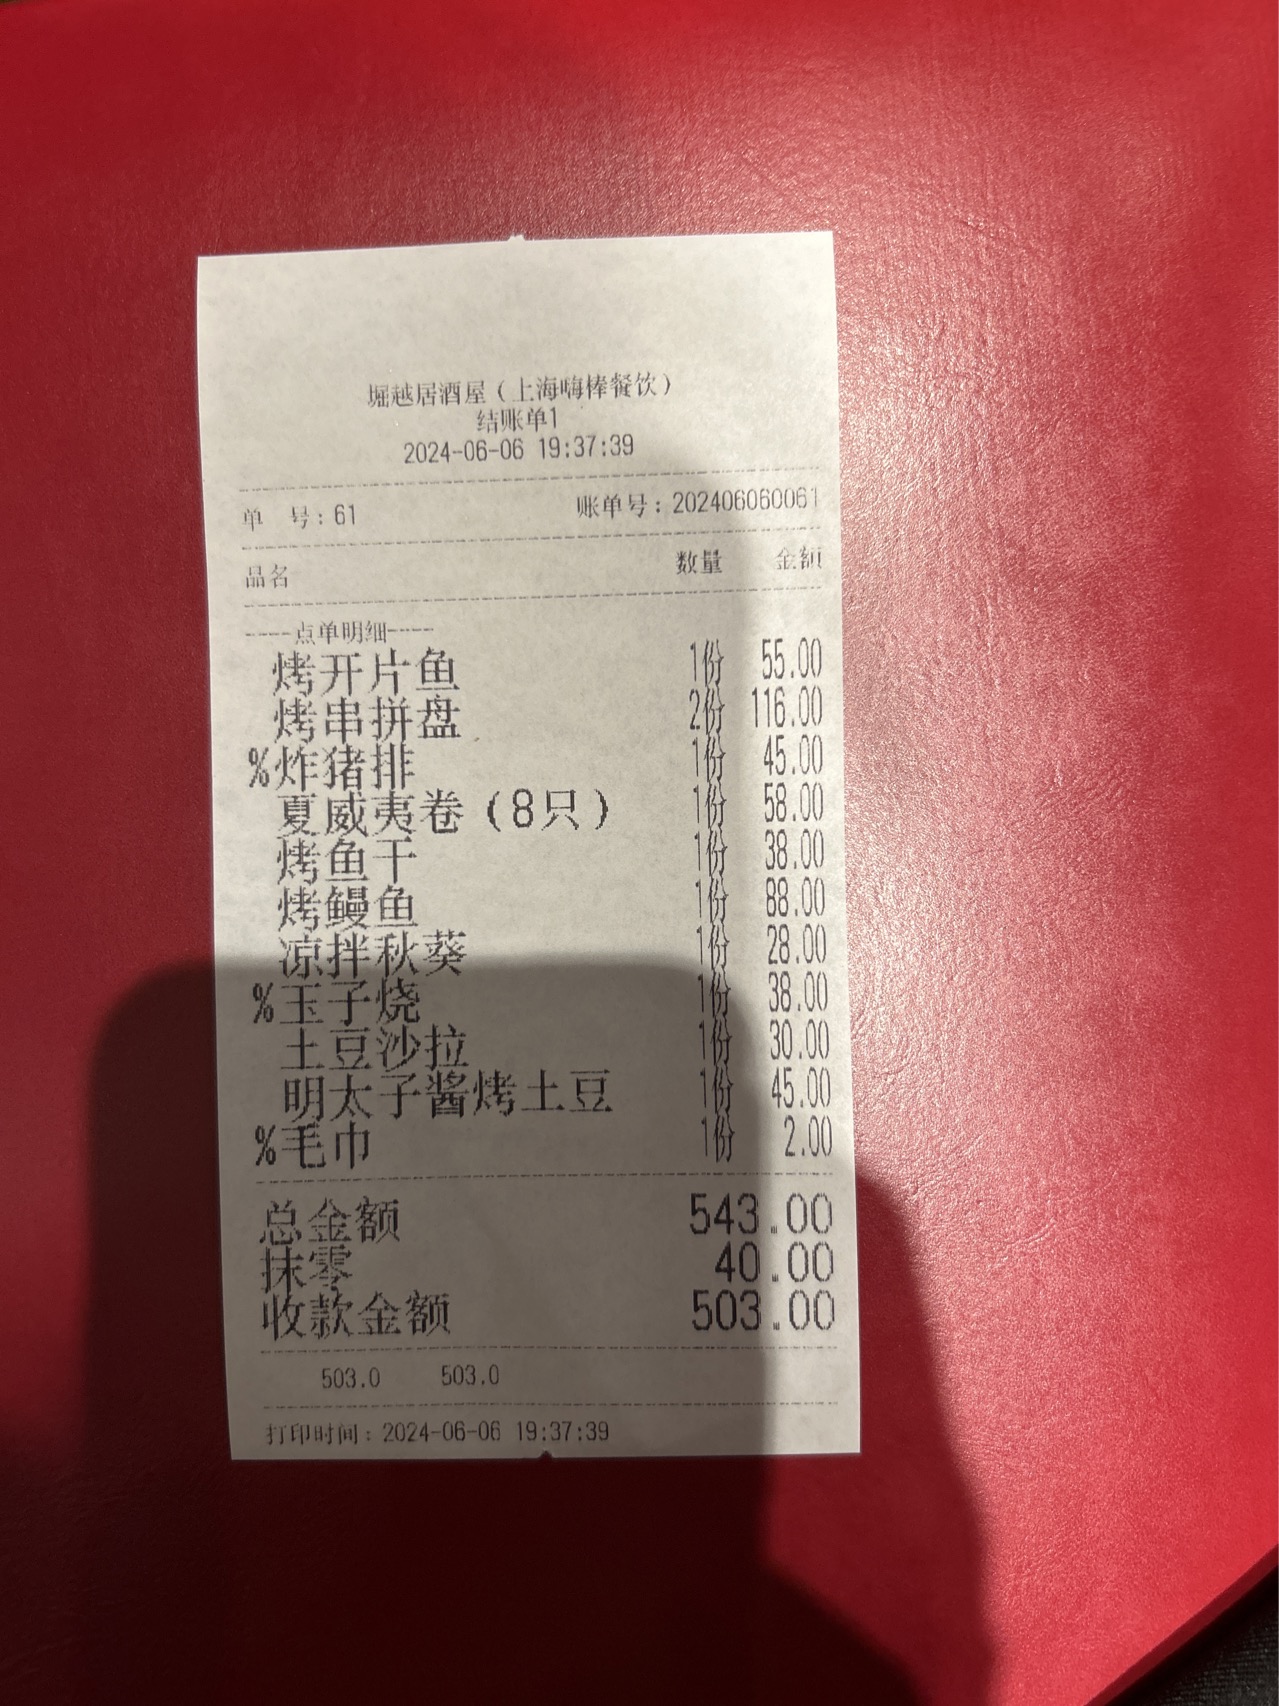 堀越居酒屋（上海嗨棒餐饮）
结账单1
2024-06-06 19:37:39
单 号：61 账单号：202406060061
品名 数量 金额
----点单明细----
烤开片鱼 1份 55.00
烤串拼盘 2份 116.00
%炸猪排 1份 45.00
夏威夷卷（8只） 1份 58.00
烤鱼干 1份 38.00
烤鳗鱼 1份 88.00
凉拌秋葵 1份 28.00
%玉子烧 1份 38.00
土豆沙拉 1份 30.00
明太子酱烤土豆 1份 45.00
%毛巾 1份 2.00
总金额 543.00
抹零 40.00
收款金额 503.00
503.0 503.0
打印时间：2024-06-06 19:37:39